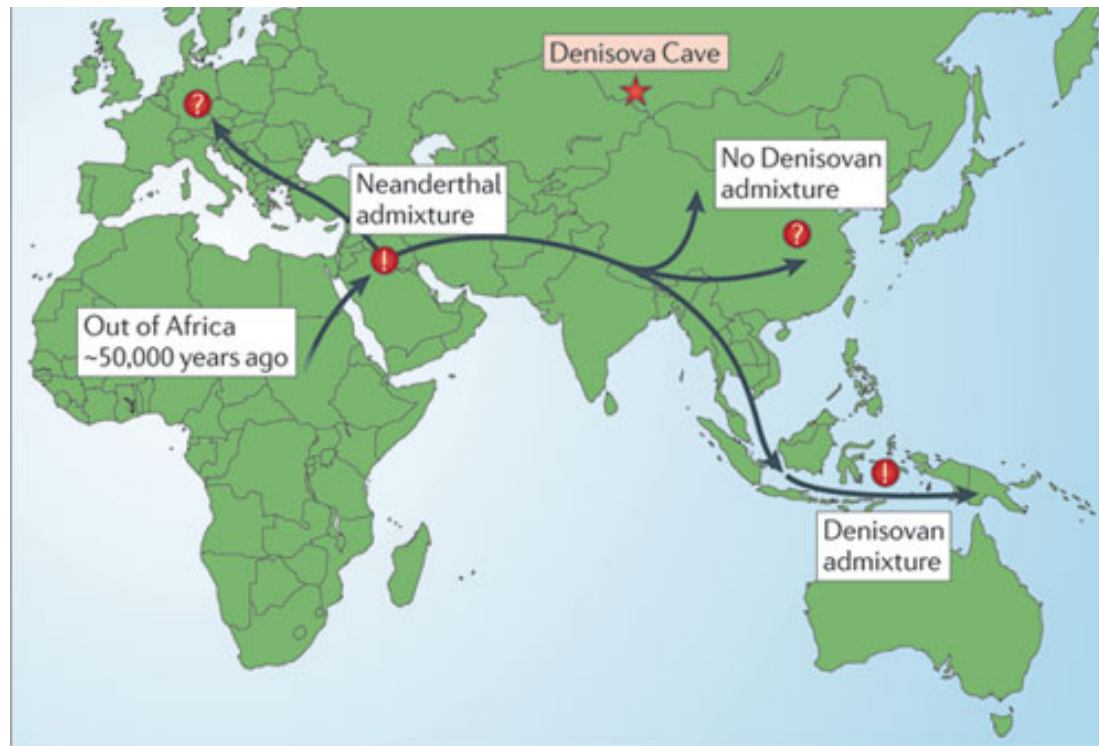 Denisova Cave
?
No Denisovan
admixture
Neanderthal
admixture
?
!
Out of Africa
~50,000 years ago
!
Denisovan
admixture